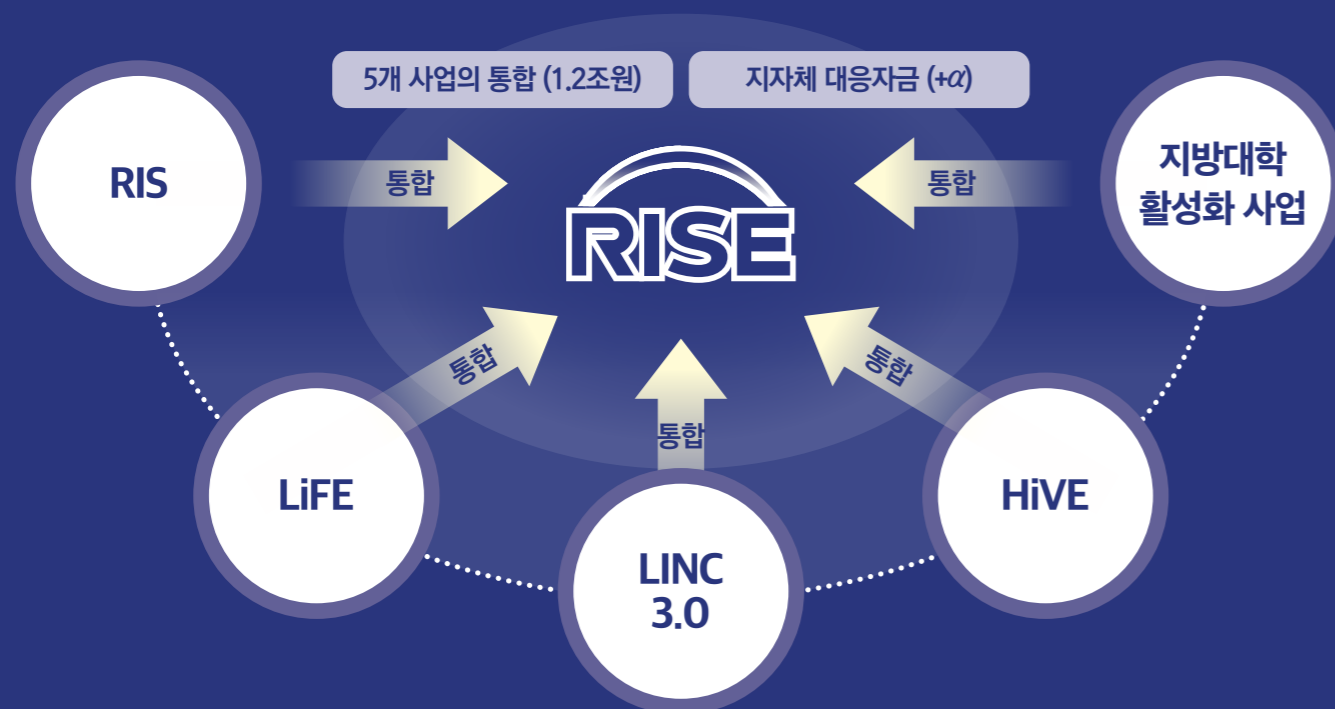 5개 사업의 통합 (1.2조원)
지자체 대응자금 (+α)
RIS
통합
RISE
통합
지방대학
활성화 사업
통합
통합
통합
LiFE
LINC
3.0
HiVE